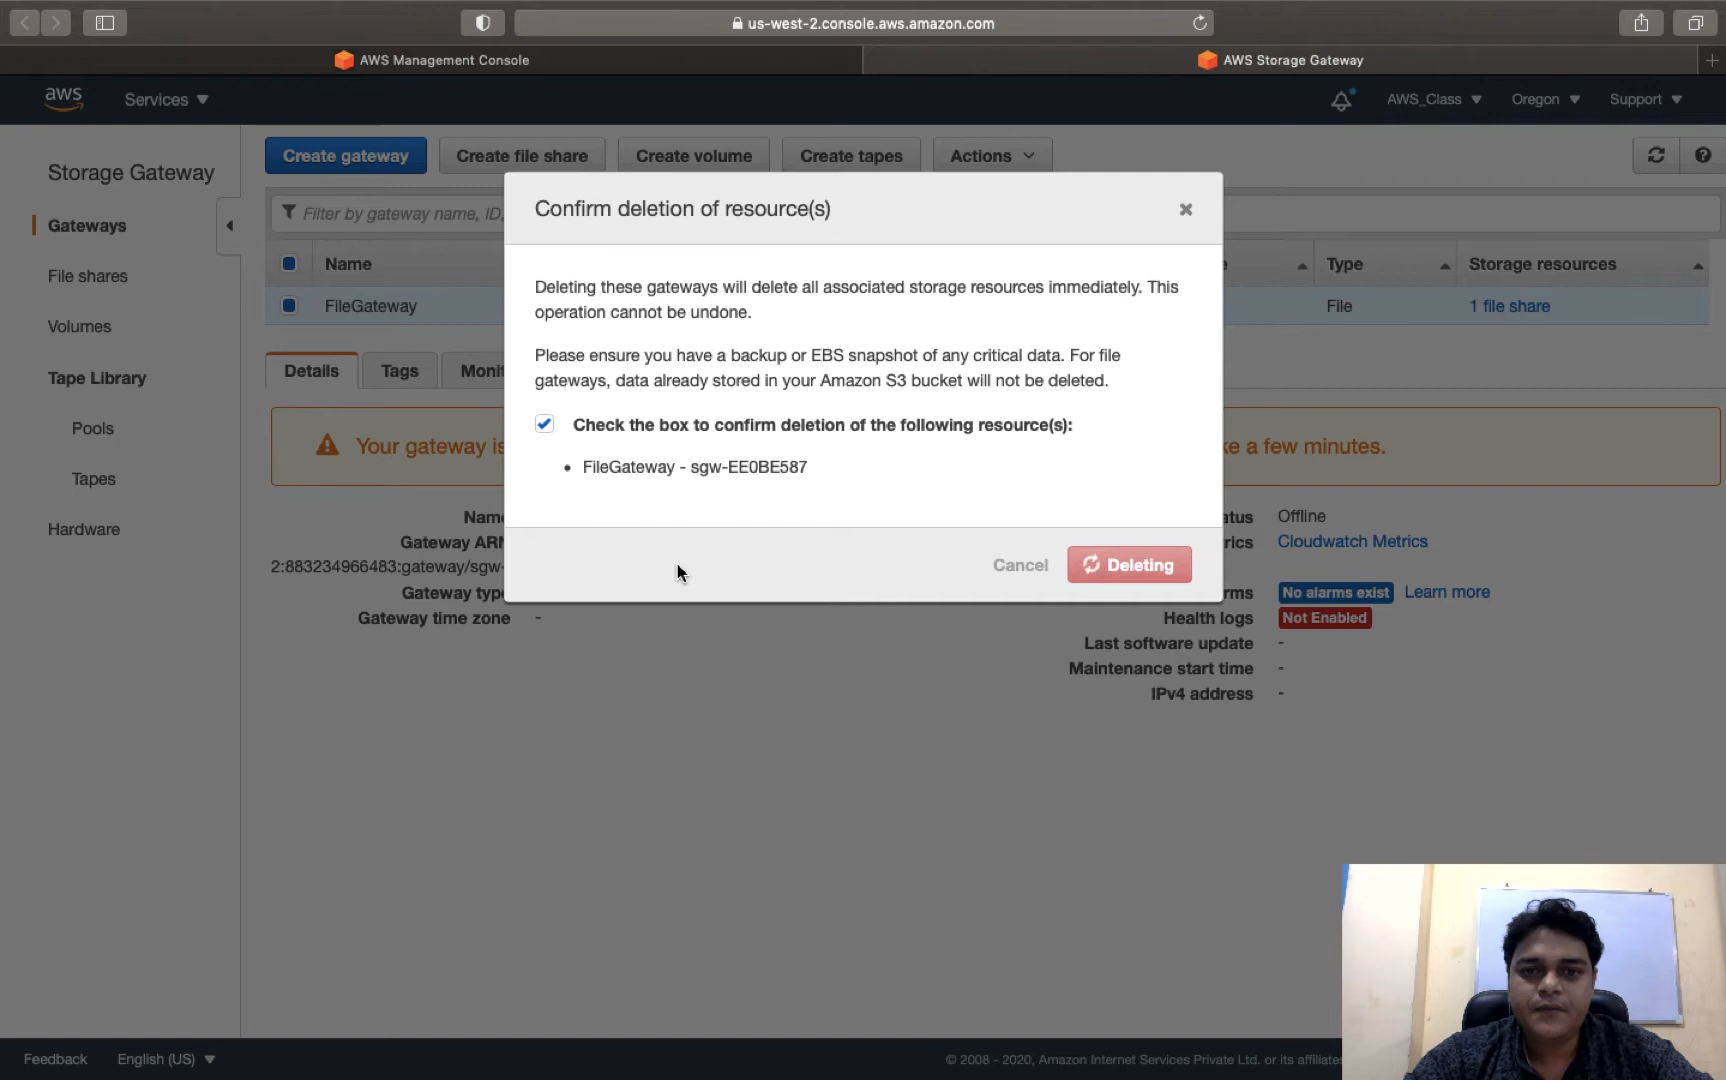 us-west-2.console.aws.amazon.com
AWS Management Console
AWS Storage Gateway
aws
Services
AWS_Class
Oregon
Support
Storage Gateway
Gateways
File shares
Volumes
Tape Library
Pools
Tapes
Hardware
Create gateway
Create file share
Create volume
Create tapes
Actions
Filter by gateway name, ID,
Name
Type
Storage resources
FileGateway
File
1 file share
Details
Tags
Monit
Your gateway is
ke a few minutes.
Confirm deletion of resource(s)
Deleting these gateways will delete all associated storage resources immediately. This
operation cannot be undone.
Please ensure you have a backup or EBS snapshot of any critical data. For file
gateways, data already stored in your Amazon S3 bucket will not be deleted.
Check the box to confirm deletion of the following resource(s):
• FileGateway - sgw-EE0BE587
Cancel
Deleting
Name
Gateway ARN
2:883234966483:gateway/sgw-
Gateway type
Gateway time zone -
atus Offline
rics Cloudwatch Metrics
rms No alarms exist Learn more
Health logs Not Enabled
Last software update -
Maintenance start time -
IPv4 address -
Feedback
English (US)
© 2008 - 2020, Amazon Internet Services Private Ltd. or its affiliate